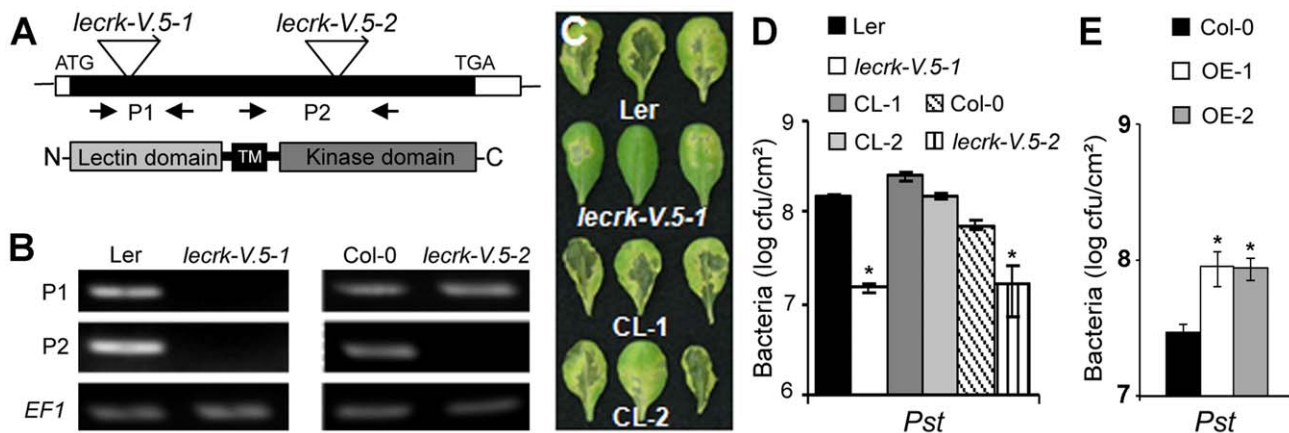 A
lecrk-V.5-1 lecrk-V.5-2
ATG TGA
P1 P2
N- Lectin domain TM Kinase domain -C
B
Ler lecrk-V.5-1 Col-0 lecrk-V.5-2
P1
P2
EF1
C
Ler
lecrk-V.5-1
CL-1
CL-2
D
Ler
lecrk-V.5-1
CL-1 Col-0
CL-2 lecrk-V.5-2
Bacteria (log cfu/cm²)
9
8
7
6
* *
Pst
E
Col-0
OE-1
OE-2
Bacteria (log cfu/cm²)
9
8
7
* *
Pst